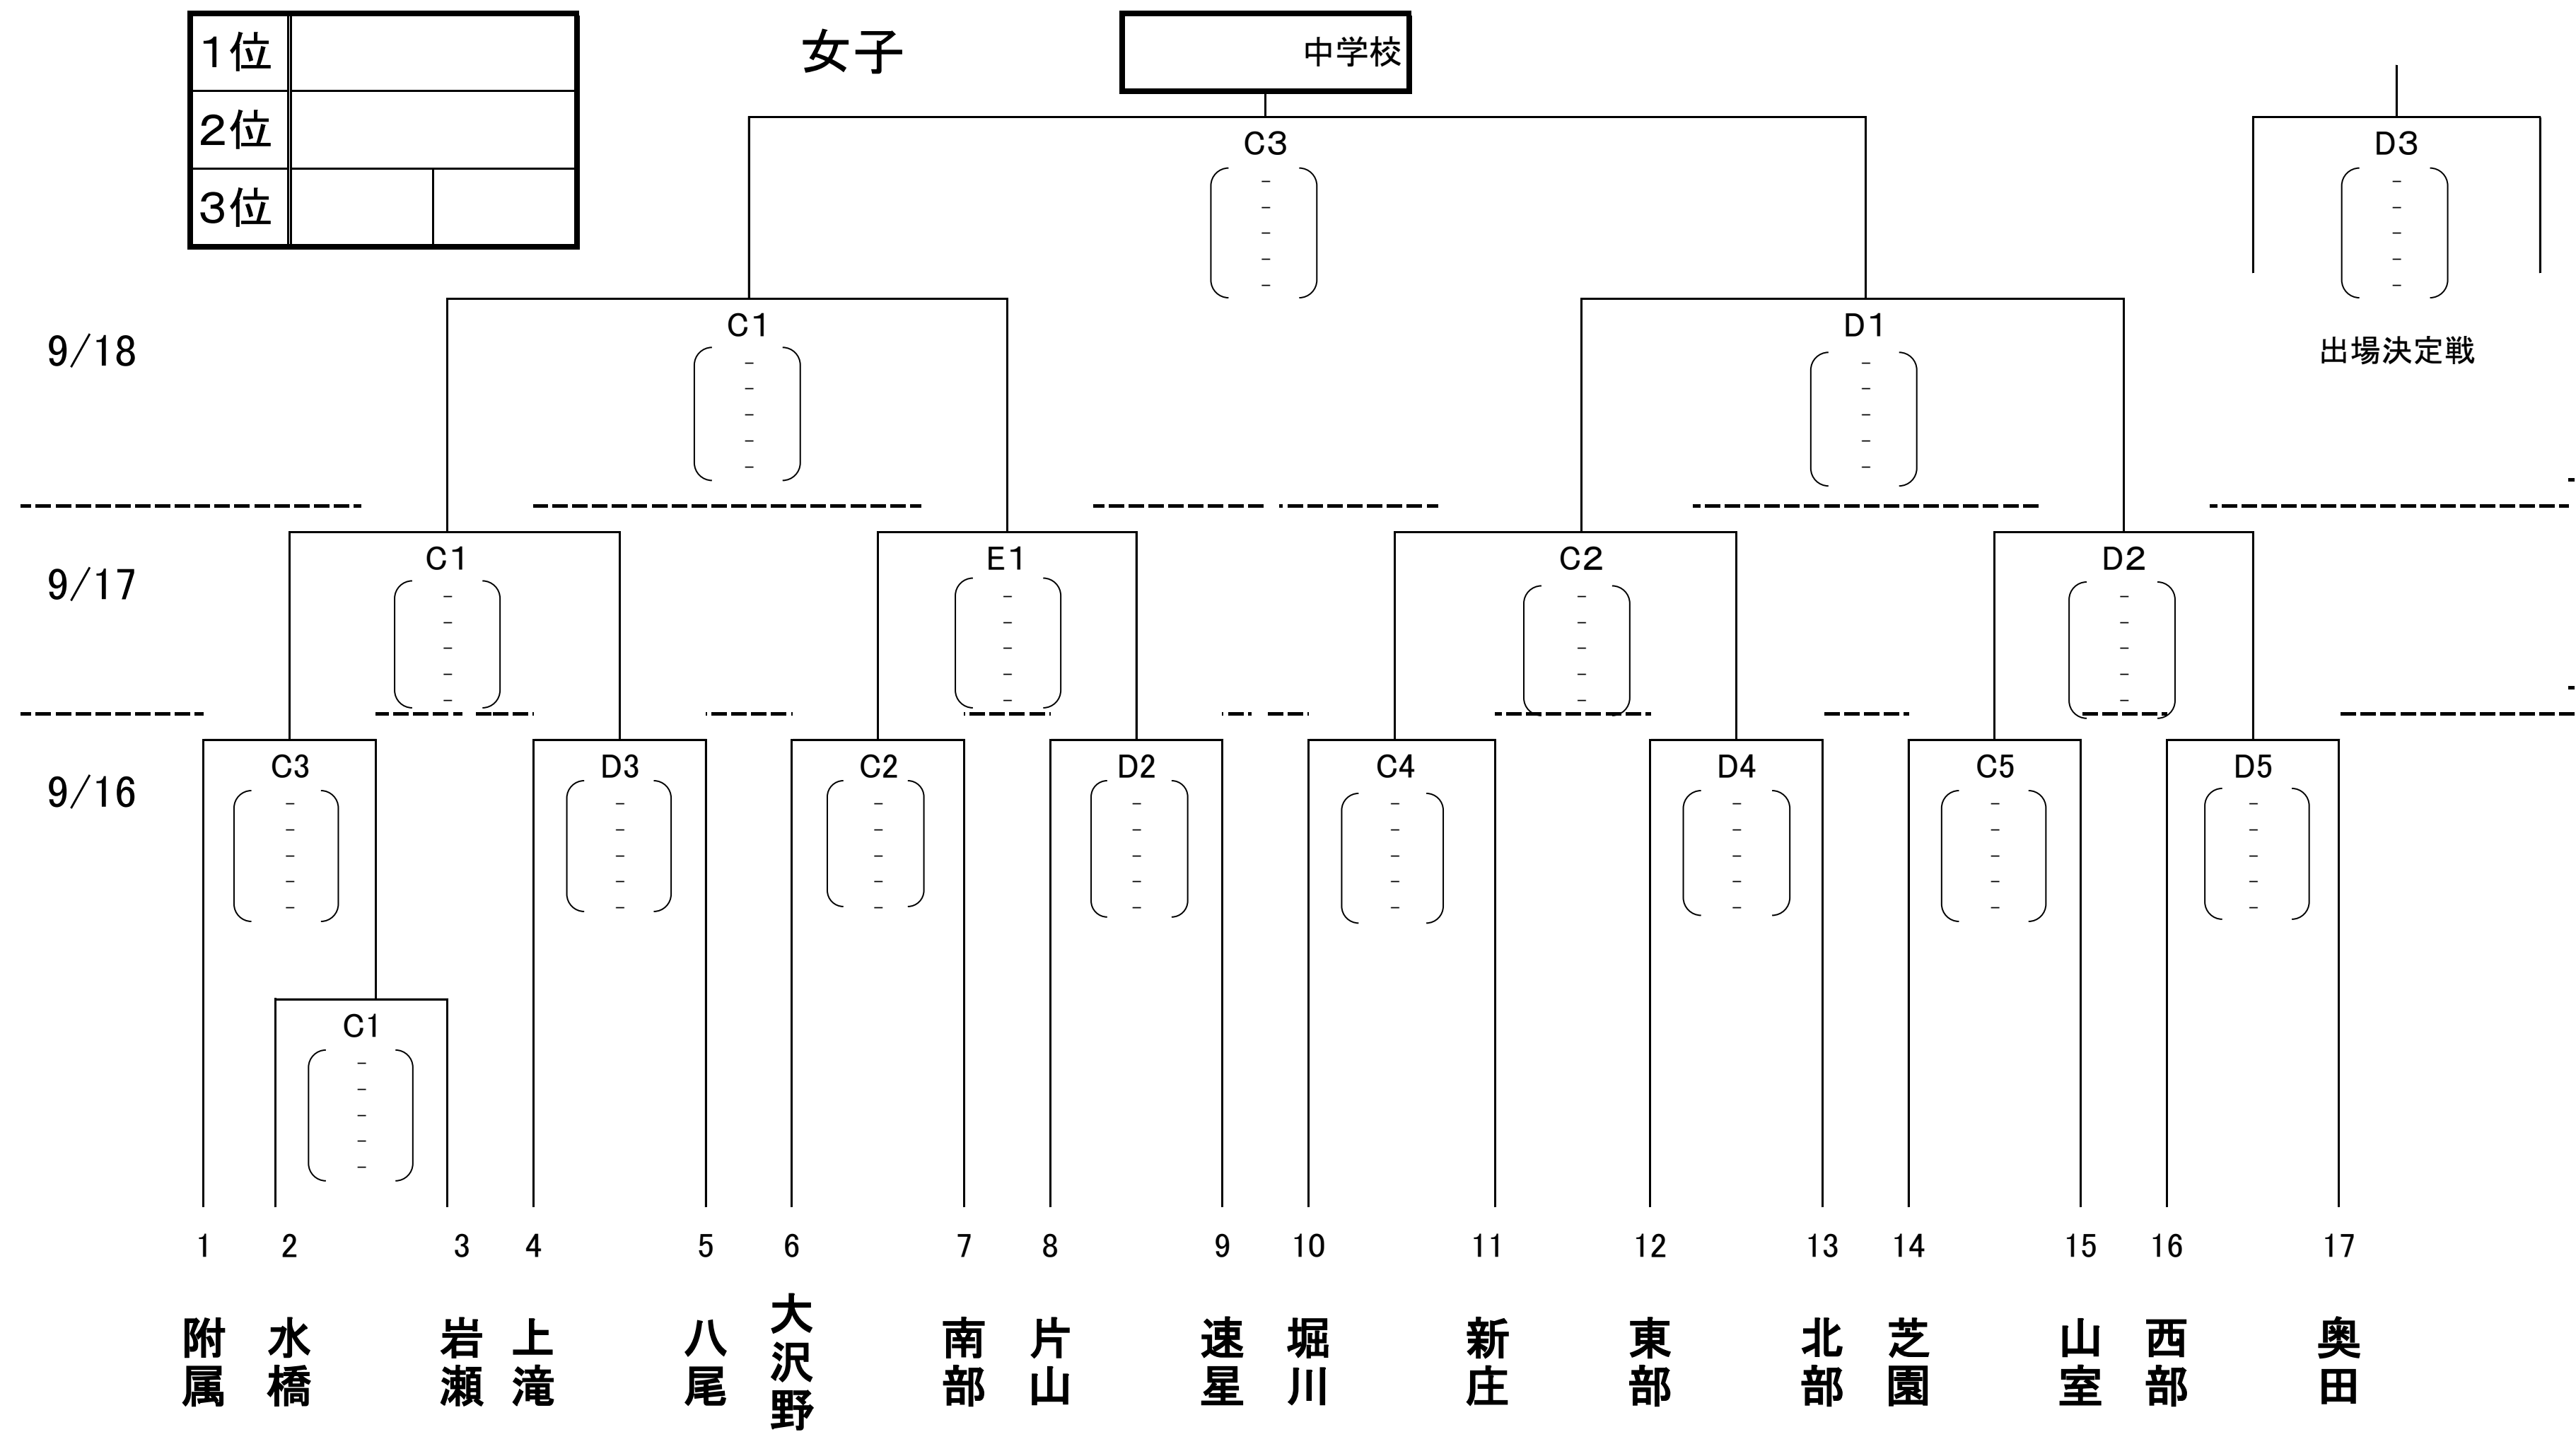 1位
2位
3位
女子
中学校
C3
D3
C1
D1
9/18
出場決定戦
9/17
C1
E1
C2
D2
9/16
C3
D3
C2
D2
C4
D4
C5
D5
C1
1 2 3 4 5 6 7 8 9 10 11 12 13 14 15 16 17
附属
水橋
岩瀬
上滝
八尾
大沢野
南部
片山
速星
堀川
新庄
東部
北部
芝園
山室
西部
奥田